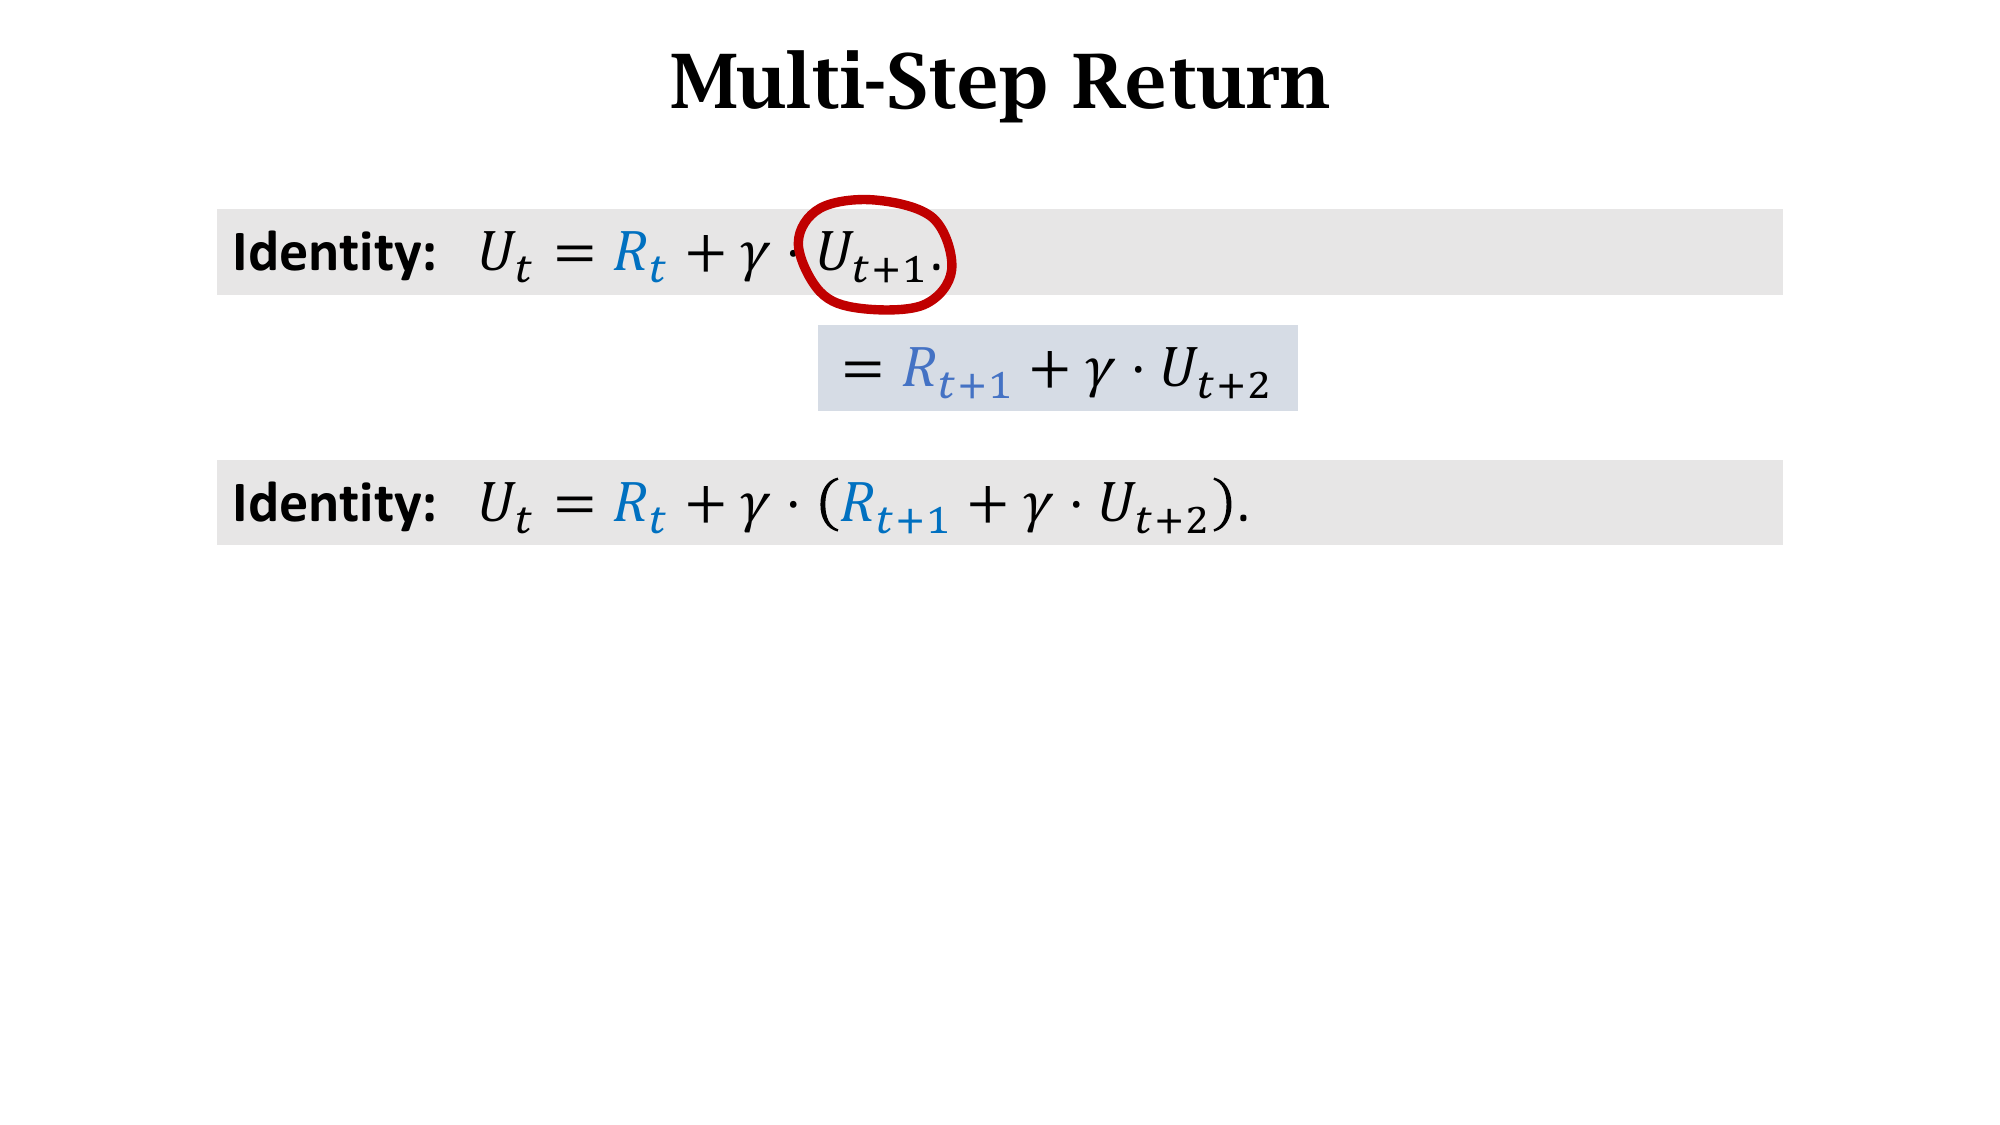 Multi-Step Return
Identity: $U_t = R_t + \gamma \cdot U_{t+1}.$
$= R_{t+1} + \gamma \cdot U_{t+2}$
Identity: $U_t = R_t + \gamma \cdot (R_{t+1} + \gamma \cdot U_{t+2}).$